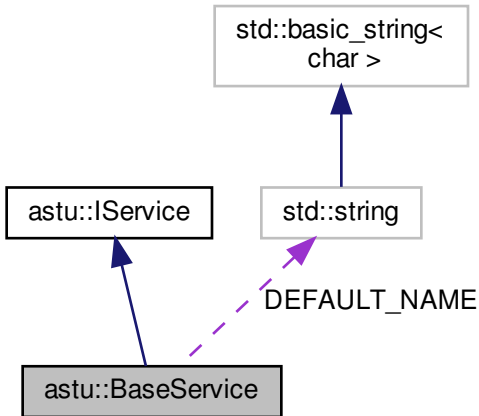 std::basic_string<
char >
astu::IService
std::string
DEFAULT_NAME
astu::BaseService